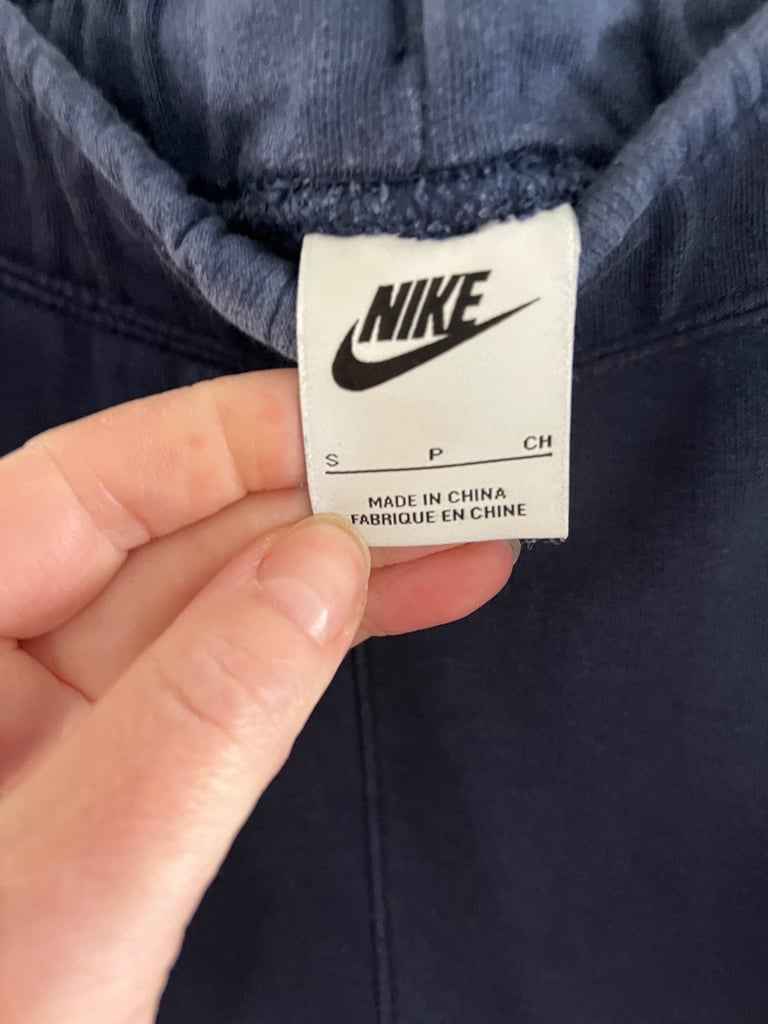 NIKE
S P CH
MADE IN CHINA
FABRIQUE EN CHINE